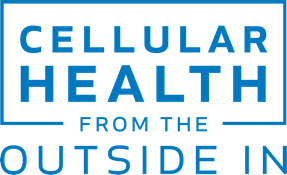 CELLULAR
HEALTH
FROM THE
OUTSIDE IN